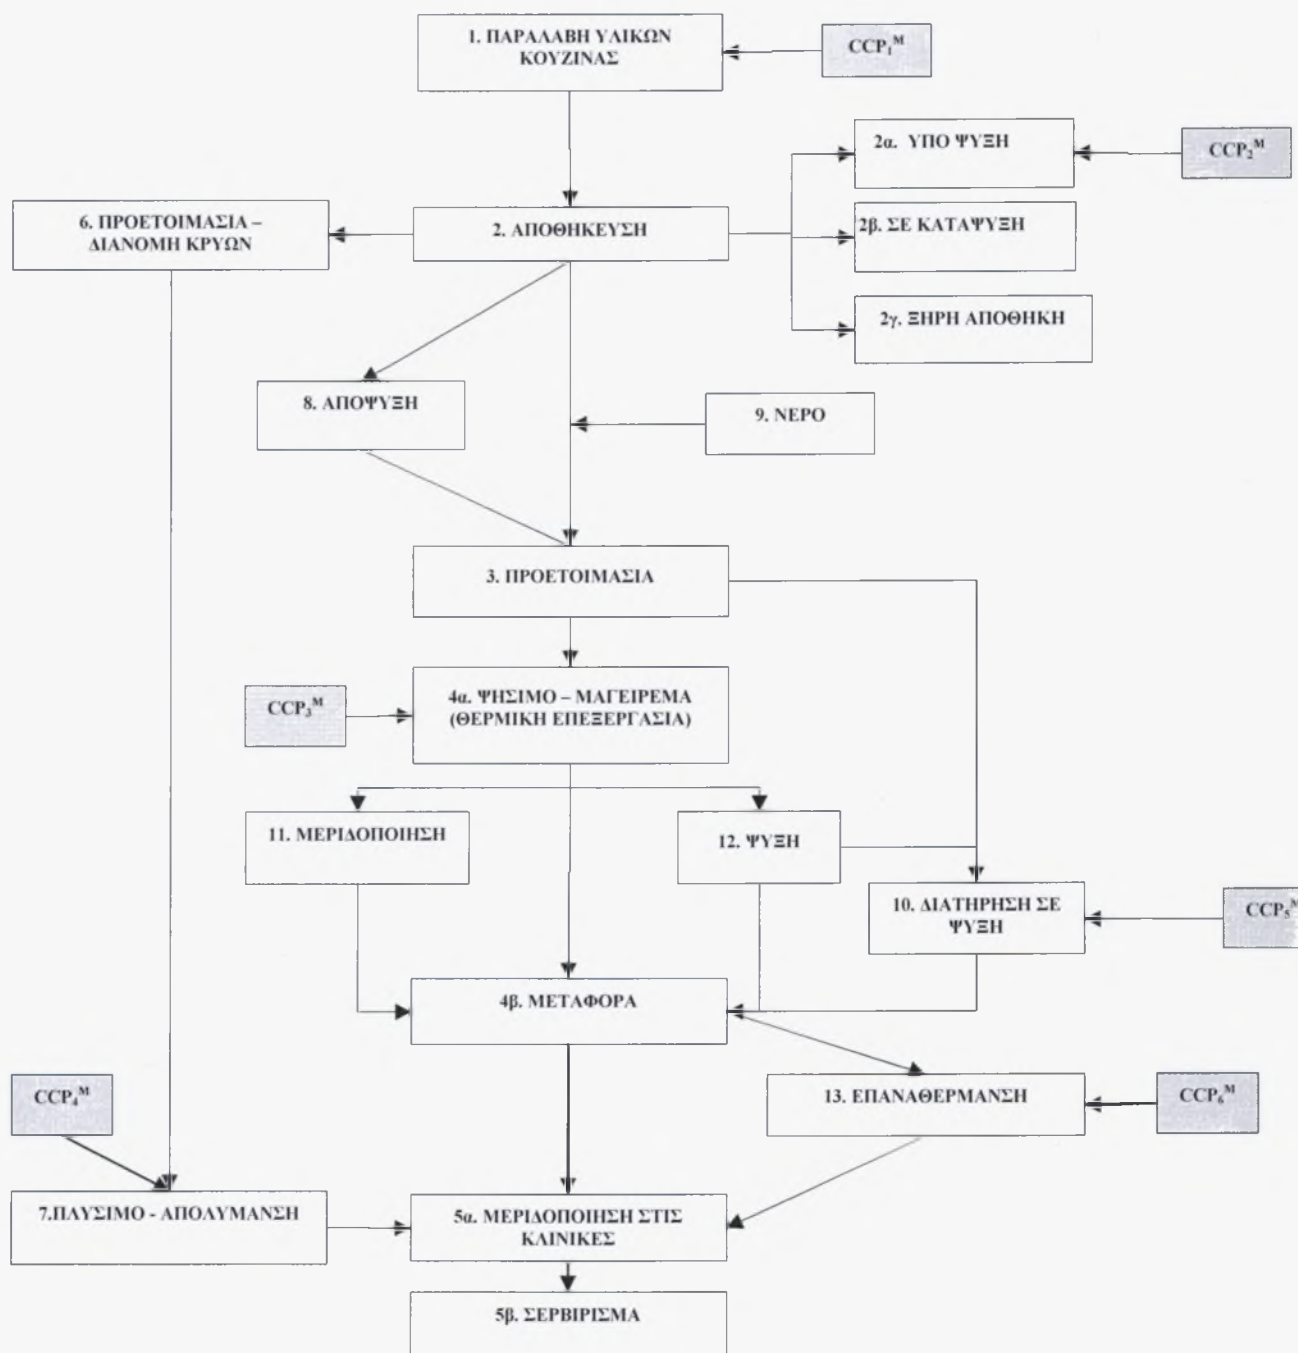 1. ΠΑΡΑΛΑΒΗ ΥΛΙΚΩΝ
ΚΟΥΖΙΝΑΣ
CCP₁ᴹ
2α. ΥΠΟ ΨΥΞΗ
CCP₂ᴹ
6. ΠΡΟΕΤΟΙΜΑΣΙΑ –
ΔΙΑΝΟΜΗ ΚΡΥΩΝ
2. ΑΠΟΘΗΚΕΥΣΗ
2β. ΣΕ ΚΑΤΑΨΥΞΗ
2γ. ΞΗΡΗ ΑΠΟΘΗΚΗ
8. ΑΠΟΨΥΞΗ
9. ΝΕΡΟ
3. ΠΡΟΕΤΟΙΜΑΣΙΑ
CCP₃ᴹ
4α. ΨΗΣΙΜΟ – ΜΑΓΕΙΡΕΜΑ
(ΘΕΡΜΙΚΗ ΕΠΕΞΕΡΓΑΣΙΑ)
11. ΜΕΡΙΔΟΠΟΙΗΣΗ
12. ΨΥΞΗ
10. ΔΙΑΤΗΡΗΣΗ ΣΕ
ΨΥΞΗ
CCP₅ᴹ
4β. ΜΕΤΑΦΟΡΑ
CCP₄ᴹ
13. ΕΠΑΝΑΘΕΡΜΑΝΣΗ
CCP₆ᴹ
7.ΠΛΥΣΙΜΟ - ΑΠΟΛΥΜΑΝΣΗ
5α. ΜΕΡΙΔΟΠΟΙΗΣΗ ΣΤΙΣ
ΚΛΙΝΙΚΕΣ
5β. ΣΕΡΒΙΡΙΣΜΑ